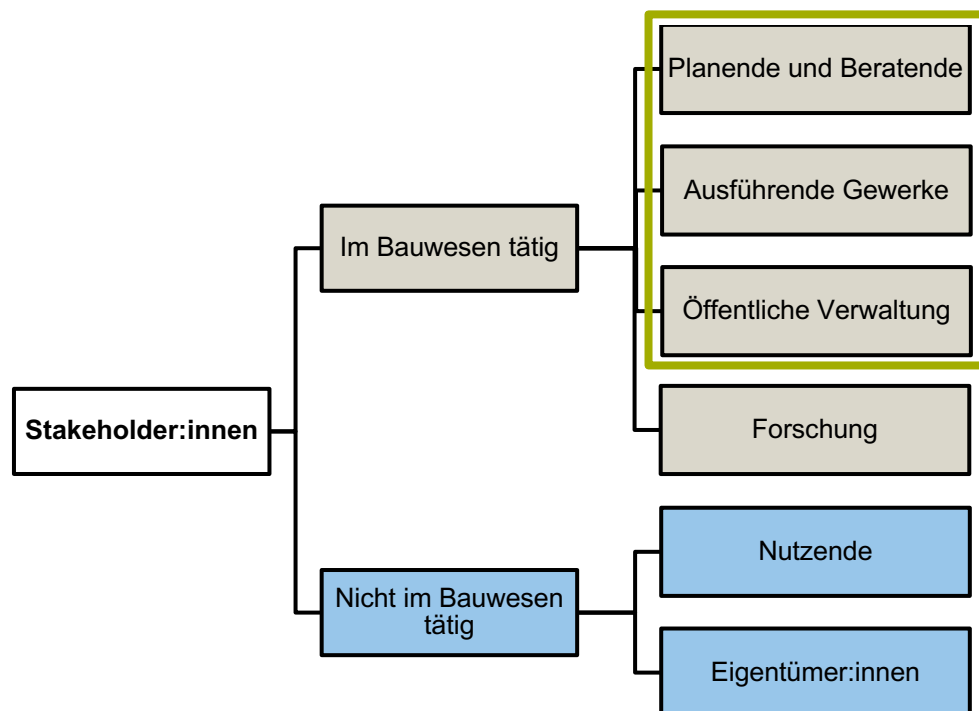 Stakeholder:innen
Im Bauwesen tätig
Planende und Beratende
Ausführende Gewerke
Öffentliche Verwaltung
Forschung
Nicht im Bauwesen
tätig
Nutzende
Eigentümer:innen